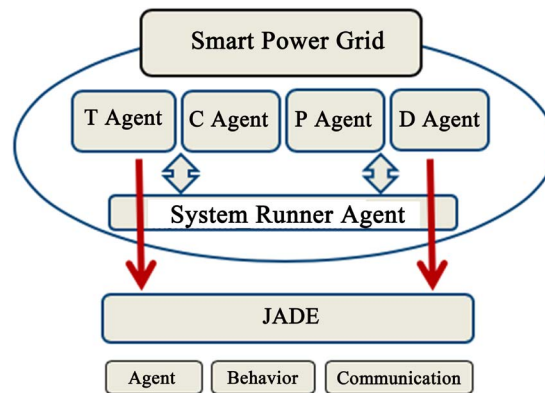 Smart Power Grid
T Agent
C Agent
P Agent
D Agent
System Runner Agent
JADE
Agent
Behavior
Communication